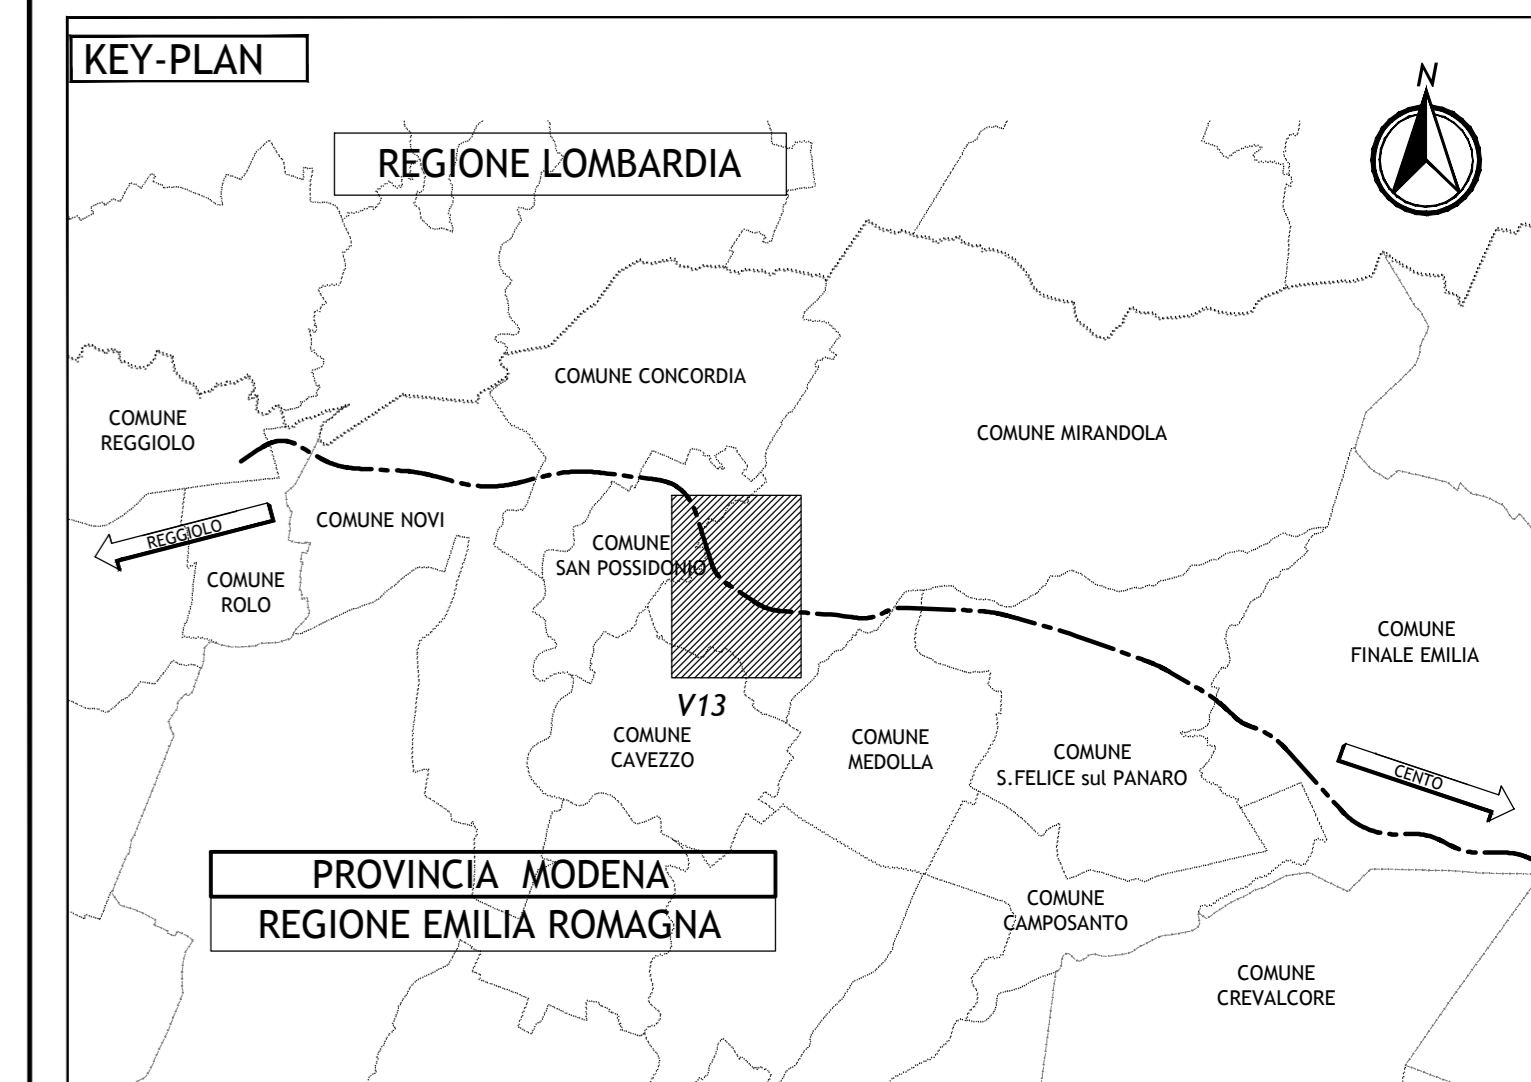 KEY-PLAN
N
REGIONE LOMBARDIA
COMUNE CONCORDIA
COMUNE
REGGIOLO
COMUNE MIRANDOLA
REGGIOLO
COMUNE NOVI
COMUNE
SAN POSSIDONIO
COMUNE
ROLO
COMUNE
FINALE EMILIA
V13
COMUNE
CAVEZZO
COMUNE
MEDOLLA
COMUNE
S.FELICE sul PANARO
CENTO
PROVINCIA MODENA
REGIONE EMILIA ROMAGNA
COMUNE
CAMPOSANTO
COMUNE
CREVALCORE